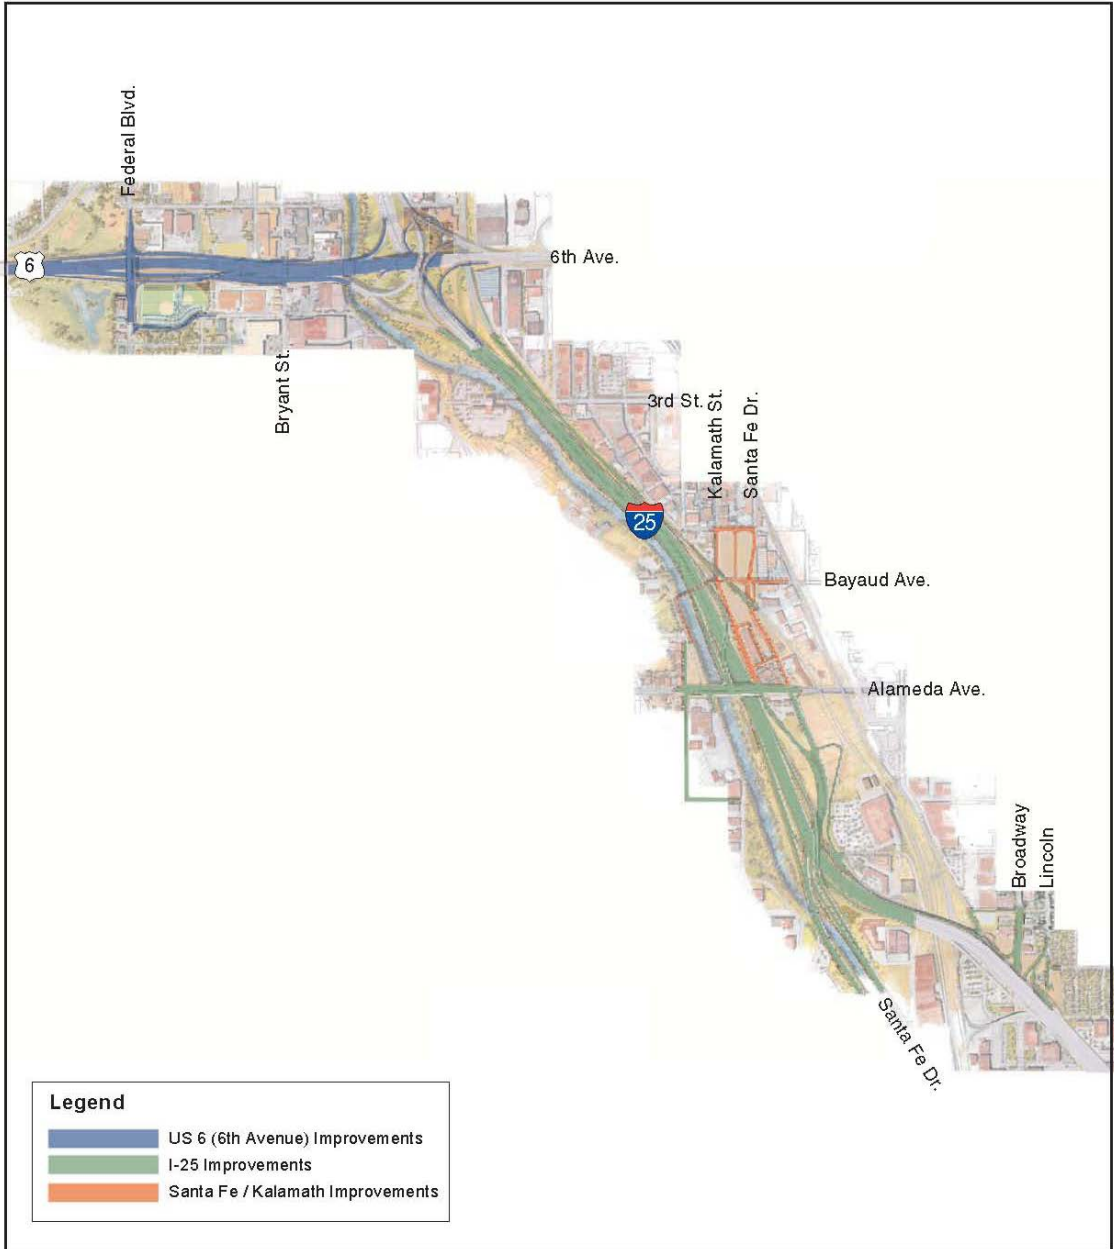 Federal Blvd.
6
6th Ave.
Bryant St.
3rd St.
Kalamath St.
Santa Fe Dr.
25
Bayaud Ave.
Alameda Ave.
Broadway
Lincoln
Santa Fe Dr.
Legend
US 6 (6th Avenue) Improvements
I-25 Improvements
Santa Fe / Kalamath Improvements